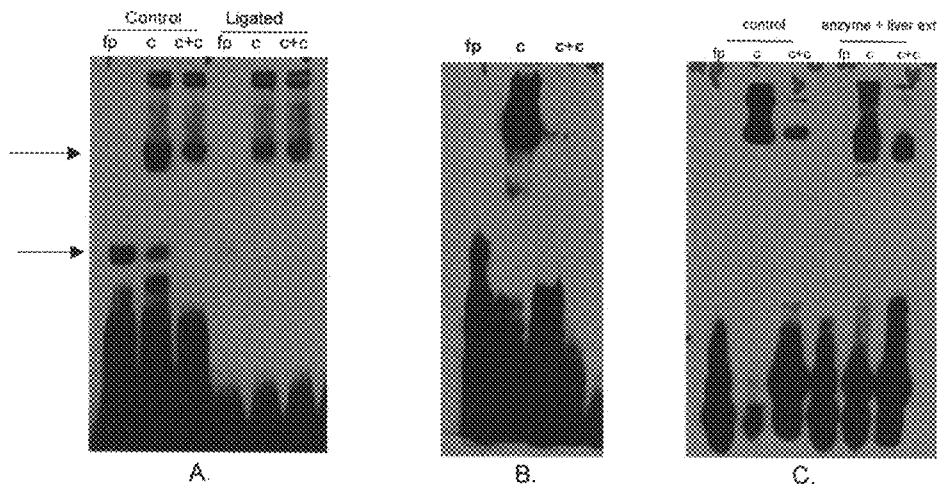 Control Ligated
fp c c+c fp c c+c
A.
fp c c+c
B.
control enzyme + liver ext
fp c c+c fp c c+c
C.